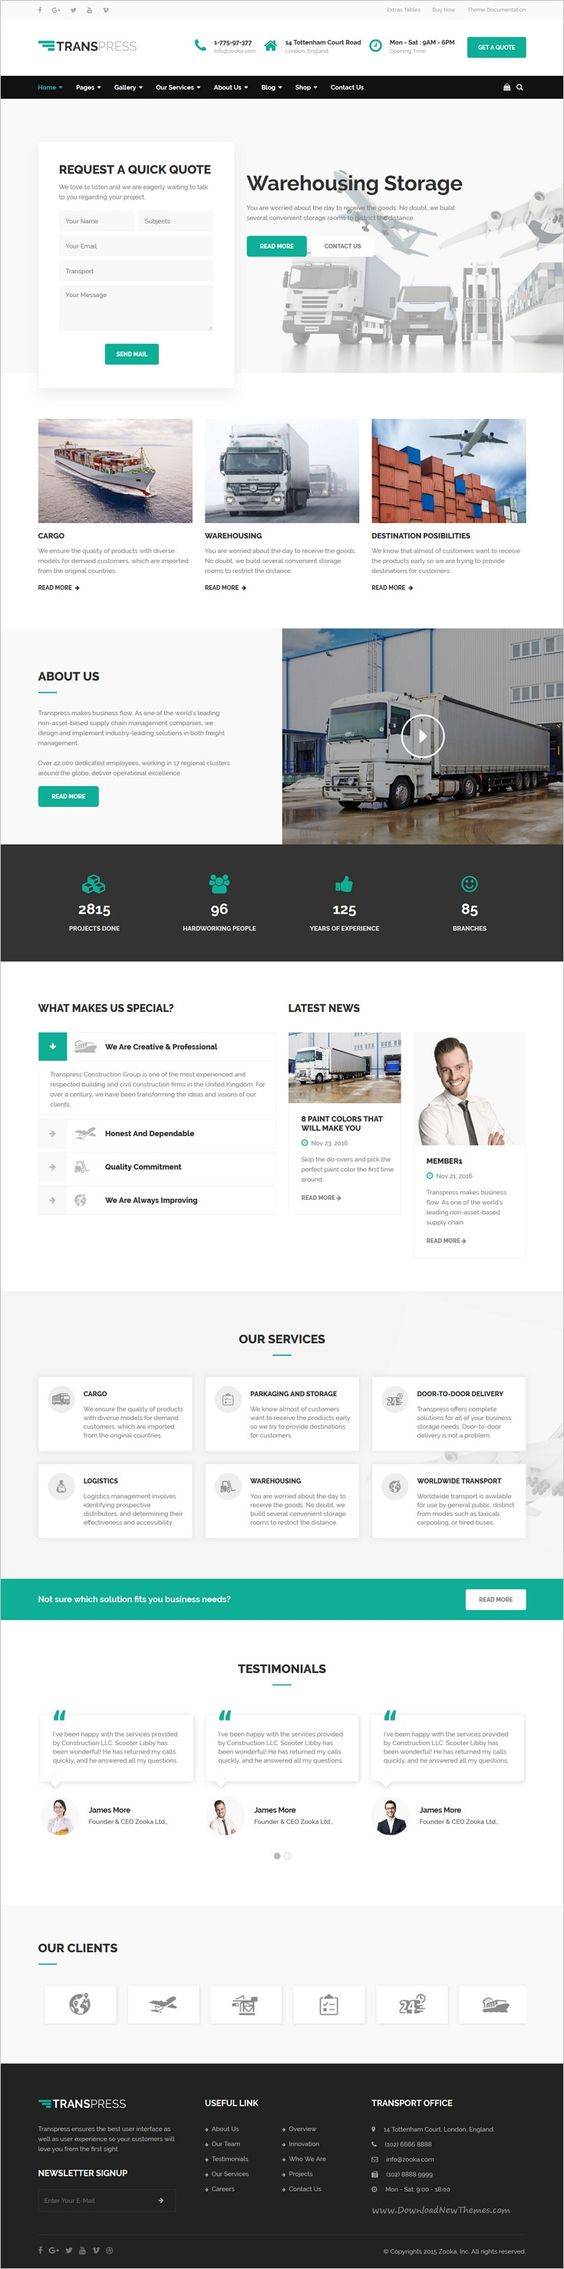 Extras Tables Buy Now Theme Documentation
TRANSPRESS
1-775-97-377
info@zooka.com
14 Tottenham Court Road
London, England
Mon - Sat : 9AM - 6PM
Opening Time
GET A QUOTE
Home Pages Gallery Our Services About Us Blog Shop Contact Us
REQUEST A QUICK QUOTE
We love to listen and we are eagerly waiting to talk
to you regarding your project.
Your Name Subjects
Your Email
Transport
Your Message
SEND MAIL
Warehousing Storage
You are worried about the day to receive the goods. No doubt, we build
several convenient storage rooms to restrict the distance.
READ MORE CONTACT US
CARGO
We ensure the quality of products with diverse
models for demand customers, which are imported
from the original countries.
READ MORE
WAREHOUSING
You are worried about the day to receive the goods.
No doubt, we build several convenient storage
rooms to restrict the distance.
READ MORE
DESTINATION POSIBILITIES
We know that almost of customers want to receive
the products early so we are trying to provide
destinations for customers.
READ MORE
ABOUT US
Transpress makes business flow. As one of the world's leading
non-asset-based supply chain management companies, we
design and implement industry-leading solutions in both freight
management
Over 42,000 dedicated employees, working in 17 regional clusters
around the globe, deliver operational excellence
READ MORE
2815
PROJECTS DONE
96
HARDWORKING PEOPLE
125
YEARS OF EXPERIENCE
85
BRANCHES
WHAT MAKES US SPECIAL?
We Are Creative & Professional
Transpress Construction Group is one of the most experienced and
respected building and civil construction firms in the United Kingdom. For
over a century, we have been transforming the ideas and visions of our
clients.
Honest And Dependable
Quality Commitment
We Are Always Improving
LATEST NEWS
8 PAINT COLORS THAT
WILL MAKE YOU
Nov 23, 2016
Skip the do-overs and pick the
perfect paint color the first time
around
READ MORE
MEMBER1
Nov 21, 2016
Transpress makes business
flow. As one of the world's
leading non-asset-based
supply chain
READ MORE
OUR SERVICES
CARGO
We ensure the quality of products
with diverse models for demand
customers, which are imported
from the original countries.
PARKAGING AND STORAGE
We know almost of customers
want to receive the products early
so we try to provide destinations
for customers.
DOOR-TO-DOOR DELIVERY
Transpress offers complete
solutions for all of your business
storage needs. Door-to-door
delivery is not a problem.
LOGISTICS
Logistics management involves
identifying prospective
distributors, and determining their
effectiveness and accessibility.
WAREHOUSING
You are worried about the day to
receive the goods. No doubt, we
build several convenient storage
rooms to restrict the distance.
WORLDWIDE TRANSPORT
Worldwide transport is available
for use by general public, distinct
from modes such as taxicab,
carpooling, or hired buses.
Not sure which solution fits you business needs?
READ MORE
TESTIMONIALS
I've been happy with the services provided
by Construction LLC. Scooter Libby has
been wonderful! He has returned my calls
quickly, and he answered all my questions.
James More
Founder & CEO Zooka Ltd.,
I've been happy with the services provided
by Construction LLC. Scooter Libby has
been wonderful! He has returned my calls
quickly, and he answered all my questions.
James More
Founder & CEO Zooka Ltd.,
I've been happy with the services provided
by Construction LLC. Scooter Libby has
been wonderful! He has returned my calls
quickly, and he answered all my questions.
James More
Founder & CEO Zooka Ltd.,
OUR CLIENTS
24
TRANSPRESS
Transpress ensures the best user interface as
well as user experience so your customers will
love you from the first sight.
NEWSLETTER SIGNUP
Enter Your E-Mail
USEFUL LINK
About Us
Our Team
Testimonials
Our Services
Careers
Overview
Innovation
Who We Are
Projects
Contact Us
TRANSPORT OFFICE
14 Tottenham Court, London, England.
(102) 6666 8888
info@zooka.com
(102) 8888 9999
Mon - Sat: 9:00 - 18:00
www.DownloadNewThemes.com
© Copyrights 2015 Zooka, Inc. All rights reserved.